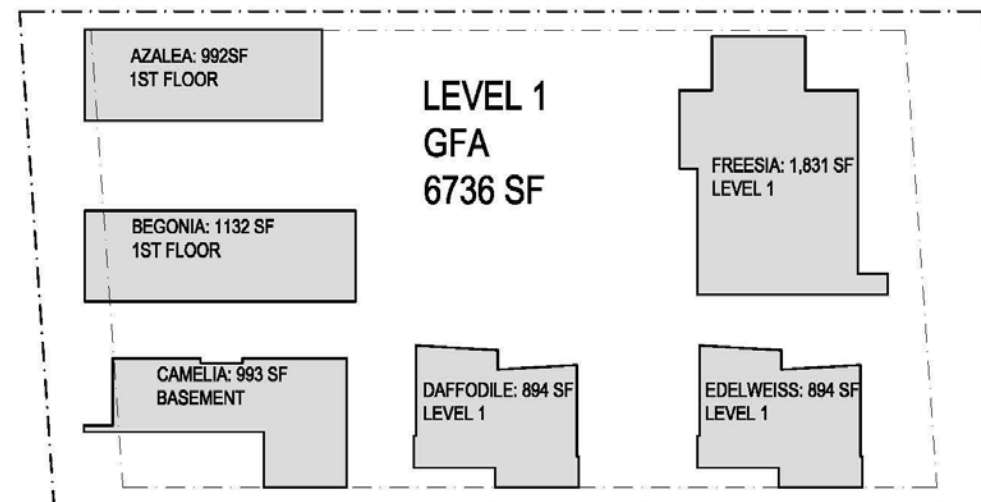 AZALEA: 992SF
1ST FLOOR
LEVEL 1
GFA
6736 SF
FREESIA: 1,831 SF
LEVEL 1
BEGONIA: 1132 SF
1ST FLOOR
CAMELIA: 993 SF
BASEMENT
DAFFODILE: 894 SF
LEVEL 1
EDELWEISS: 894 SF
LEVEL 1